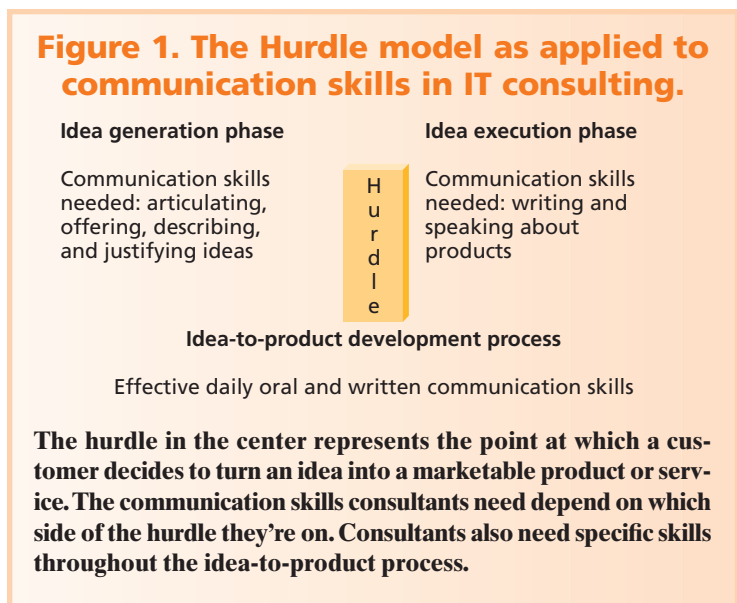 Figure 1. The Hurdle model as applied to
communication skills in IT consulting.
Idea generation phase
Communication skills
needed: articulating,
offering, describing,
and justifying ideas
Hurdle
Idea execution phase
Communication skills
needed: writing and
speaking about
products
Idea-to-product development process
Effective daily oral and written communication skills
The hurdle in the center represents the point at which a cus-
tomer decides to turn an idea into a marketable product or serv-
ice. The communication skills consultants need depend on which
side of the hurdle they're on. Consultants also need specific skills
throughout the idea-to-product process.